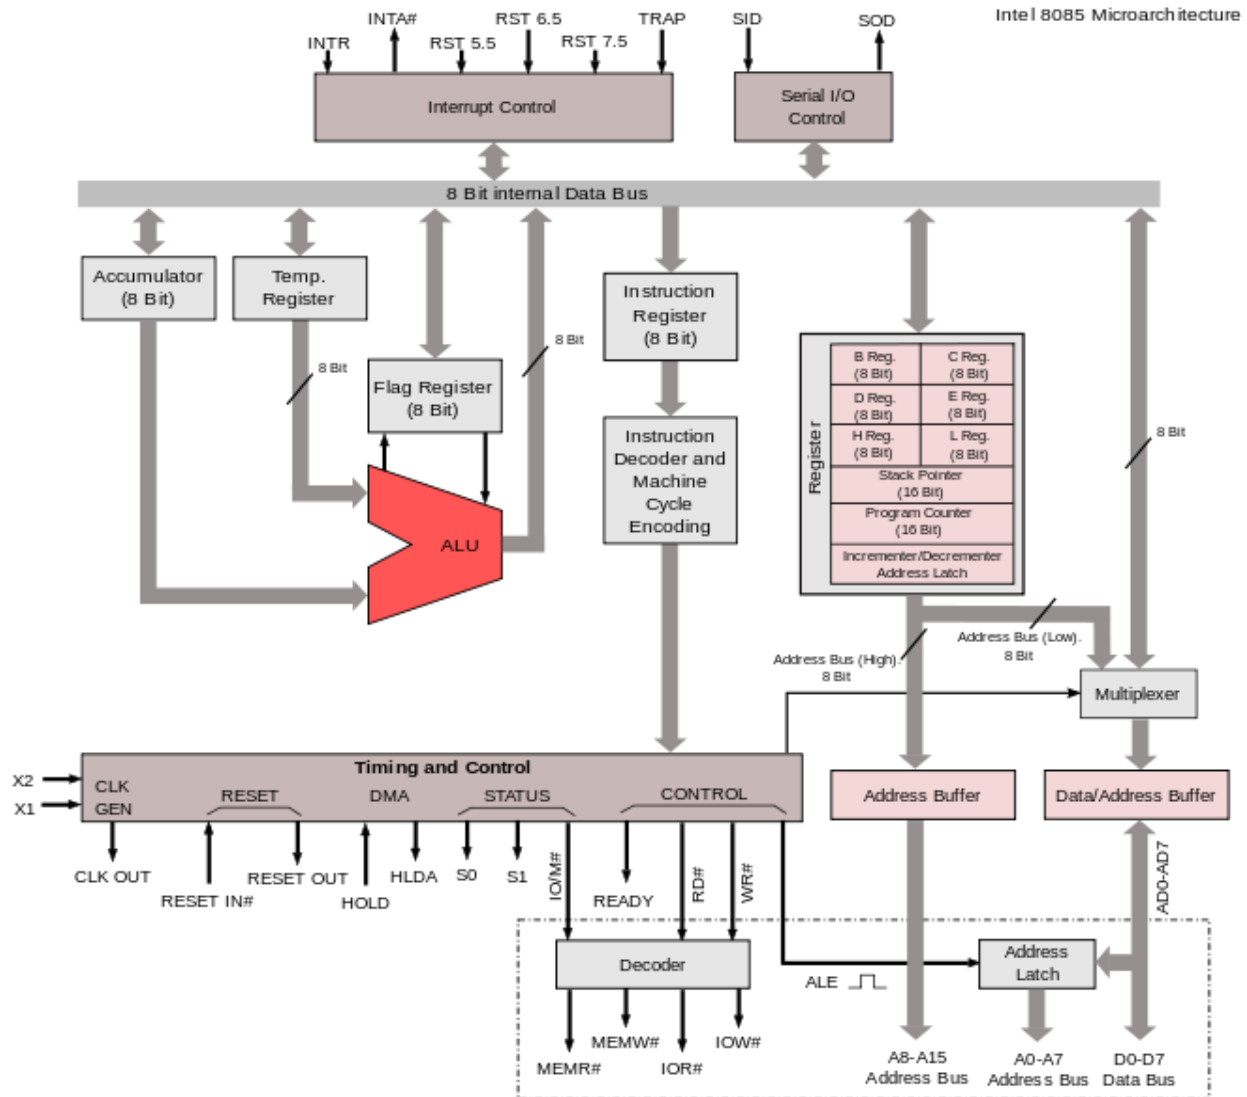 Intel 8085 Microarchitecture
INTA#
RST 6.5
TRAP
SID
SOD
INTR
RST 5.5
RST 7.5
Interrupt Control
Serial I/O
Control
8 Bit internal Data Bus
Accumulator
(8 Bit)
Temp.
Register
Instruction
Register
(8 Bit)
8 Bit
8 Bit
Flag Register
(8 Bit)
Register
B Reg.
(8 Bit)
C Reg.
(8 Bit)
D Reg.
(8 Bit)
E Reg.
(8 Bit)
H Reg.
(8 Bit)
L Reg.
(8 Bit)
Stack Pointer
(16 Bit)
Program Counter
(16 Bit)
Incrementer/Decrementer
Address Latch
8 Bit
Instruction
Decoder and
Machine
Cycle
Encoding
ALU
Address Bus (High).
8 Bit
Address Bus (Low).
8 Bit
Multiplexer
Timing and Control
X2
X1
CLK
GEN
RESET
DMA
STATUS
CONTROL
Address Buffer
Data/Address Buffer
CLK OUT
RESET IN#
RESET OUT
HOLD
HLDA
S0
S1
IO/M#
READY
RD#
WR#
AD0-AD7
Decoder
Address
Latch
ALE
MEMR#
MEMW#
IOR#
IOW#
A8-A15
Address Bus
A0-A7
Address Bus
D0-D7
Data Bus